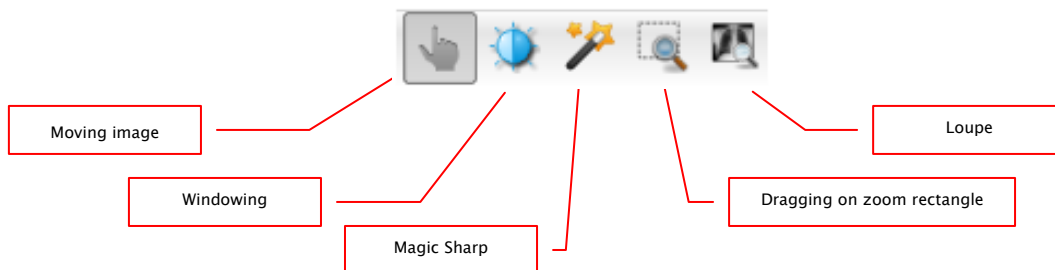 Moving image
Loupe
Windowing
Dragging on zoom rectangle
Magic Sharp